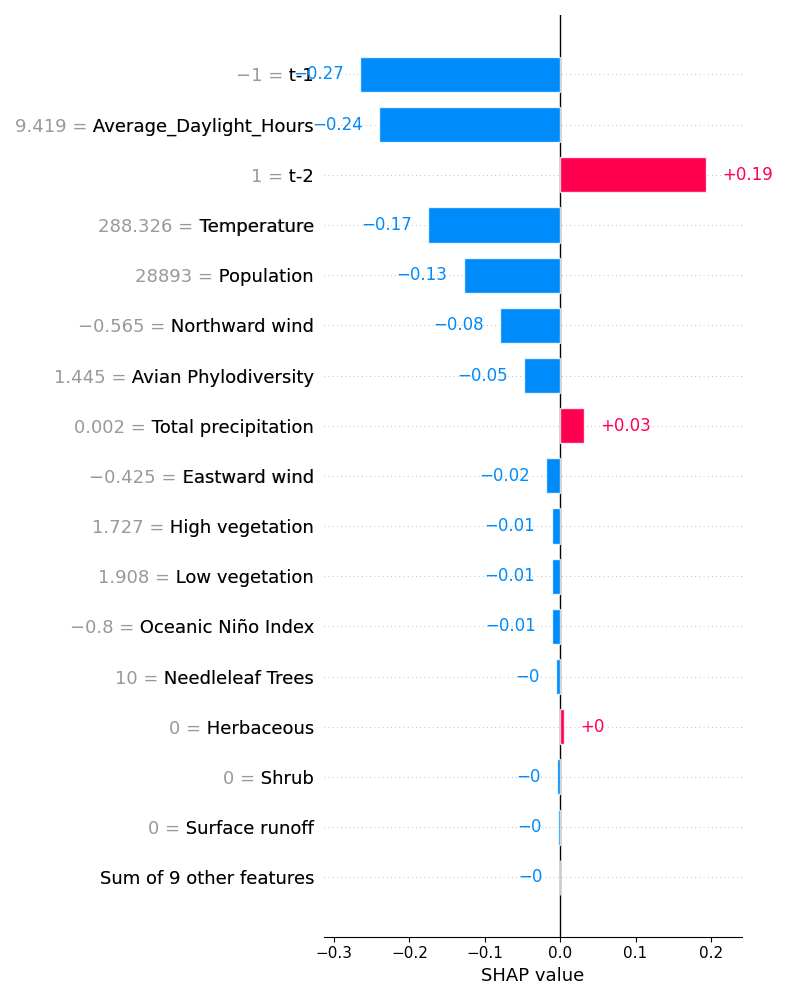 −1 = t-1 −0.27
9.419 = Average_Daylight_Hours −0.24
1 = t-2 +0.19
288.326 = Temperature −0.17
28893 = Population −0.13
−0.565 = Northward wind −0.08
1.445 = Avian Phylodiversity −0.05
0.002 = Total precipitation +0.03
−0.425 = Eastward wind −0.02
1.727 = High vegetation −0.01
1.908 = Low vegetation −0.01
−0.8 = Oceanic Niño Index −0.01
10 = Needleleaf Trees −0
0 = Herbaceous +0
0 = Shrub −0
0 = Surface runoff −0
Sum of 9 other features −0
−0.3 −0.2 −0.1 0.0 0.1 0.2
SHAP value